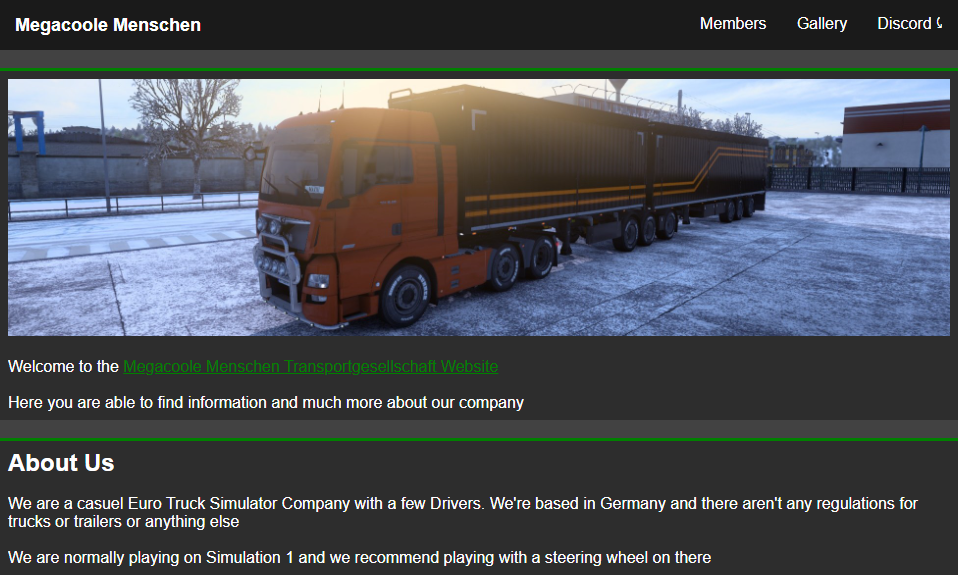 Megacoole Menschen
Members Gallery Discord ⤹
Welcome to the Megacoole Menschen Transportgesellschaft Website
Here you are able to find information and much more about our company
About Us
We are a casuel Euro Truck Simulator Company with a few Drivers. We're based in Germany and there aren't any regulations for
trucks or trailers or anything else
We are normally playing on Simulation 1 and we recommend playing with a steering wheel on there